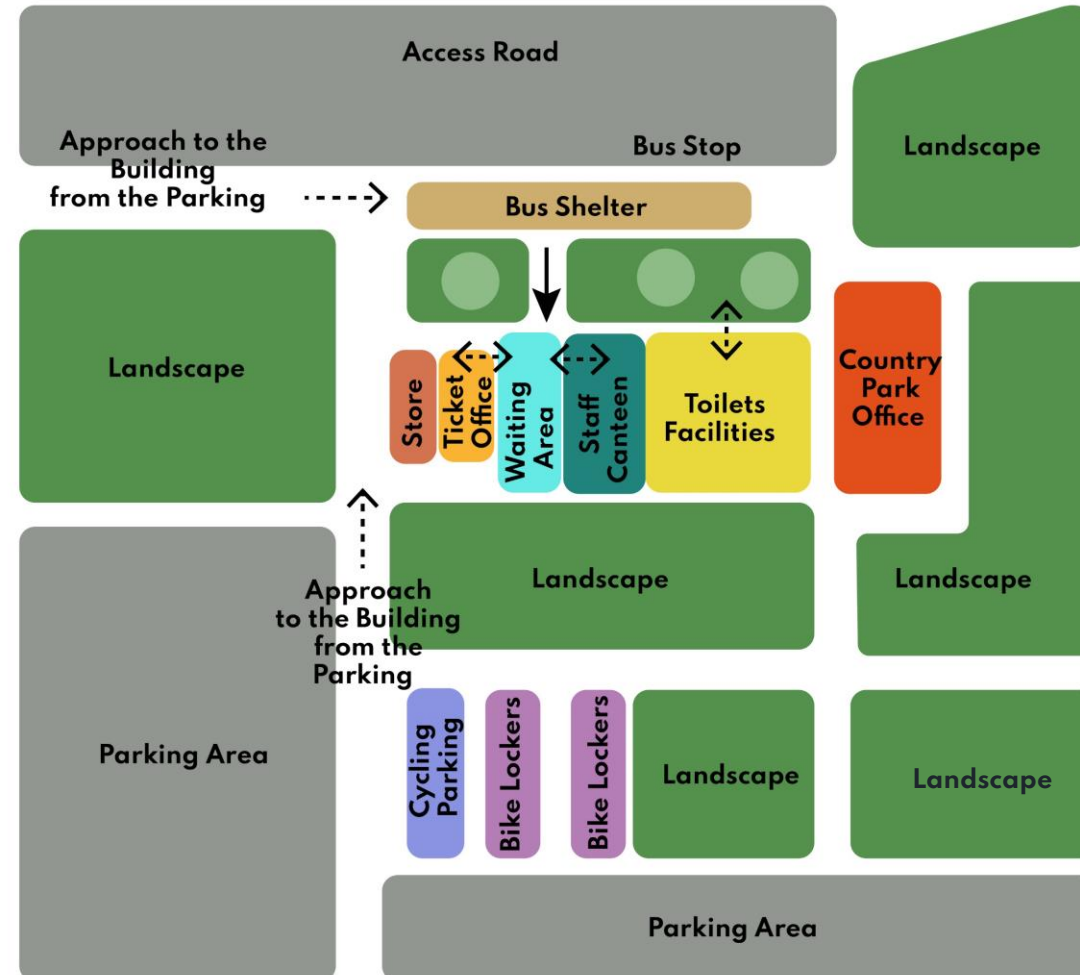 Access Road
Approach to the
Building
from the Parking
Bus Stop
Landscape
Bus Shelter
Landscape
Store
Ticket
Office
Waiting
Area
Staff
Canteen
Toilets
Facilities
Country
Park
Office
Approach
to the Building
from the
Parking
Landscape
Landscape
Parking Area
Cycling
Parking
Bike Lockers
Bike Lockers
Landscape
Landscape
Parking Area